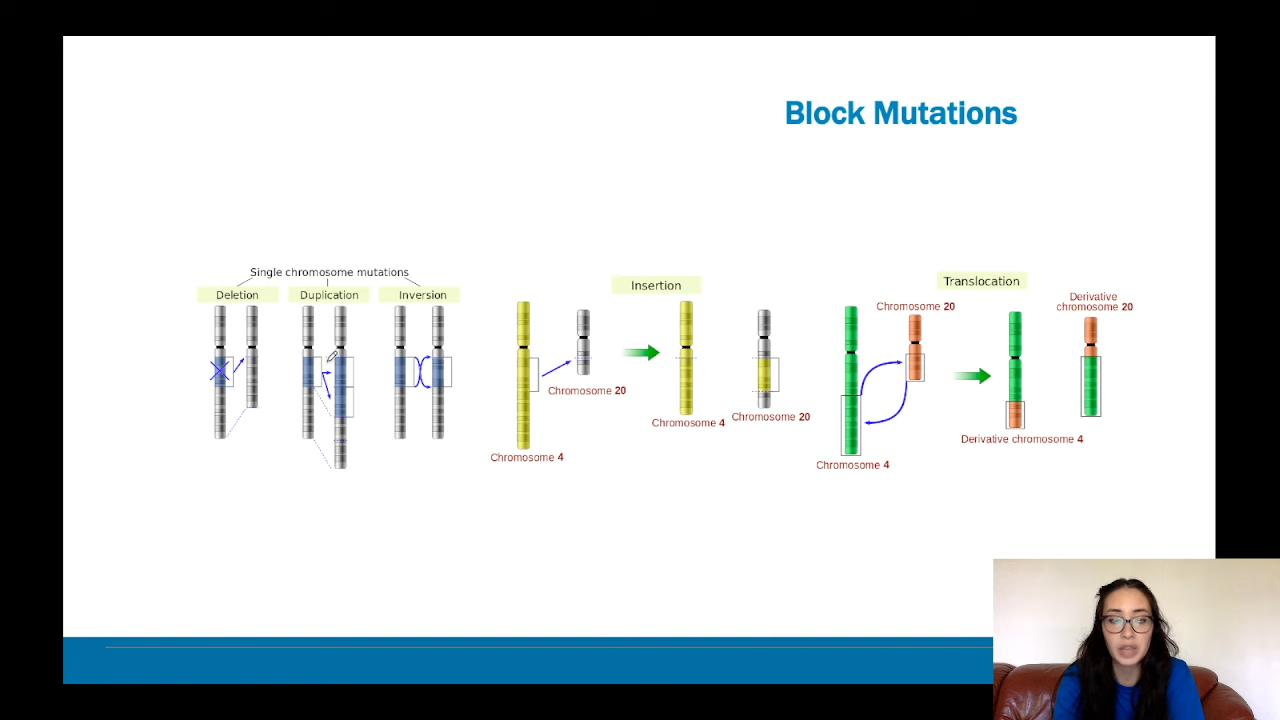 Block Mutations
Single chromosome mutations
Deletion
Duplication
Inversion
Insertion
Chromosome 4
Chromosome 20
Chromosome 4
Chromosome 20
Translocation
Chromosome 4
Chromosome 20
Derivative chromosome 4
Derivative
chromosome 20